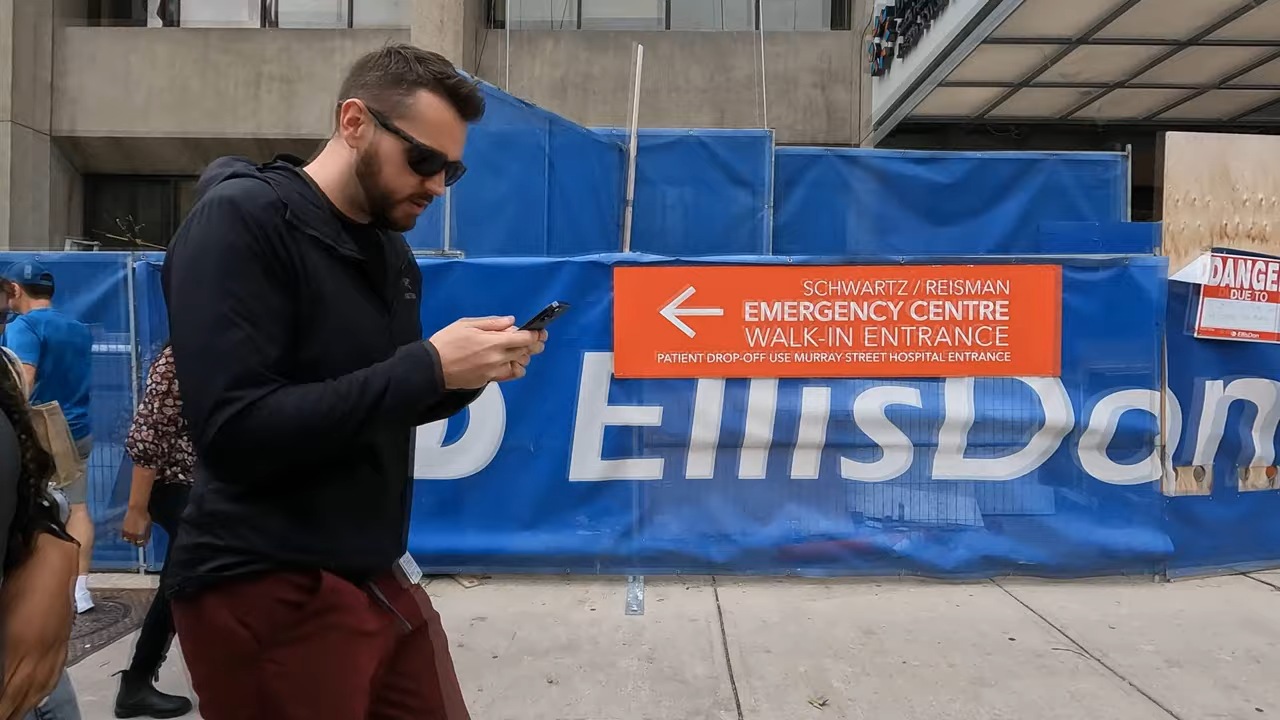 SCHWARTZ / REISMAN
EMERGENCY CENTRE
WALK-IN ENTRANCE
PATIENT DROP-OFF USE MURRAY STREET HOSPITAL ENTRANCE
EllisDon
DANGER
DUE TO
EllisDon